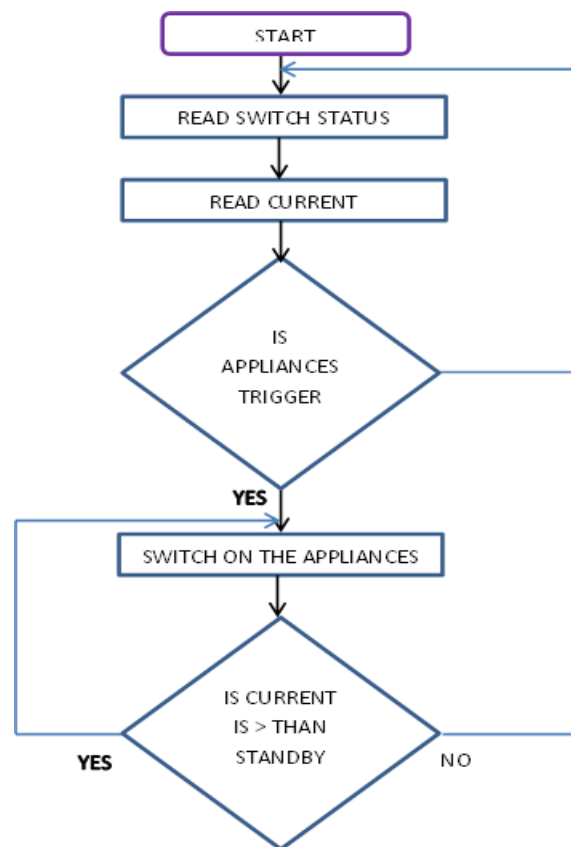 START
READ SWITCH STATUS
READ CURRENT
IS
APPLIANCES
TRIGGER
YES
SWITCH ON THE APPLIANCES
IS CURRENT
IS > THAN
STANDBY
YES
NO